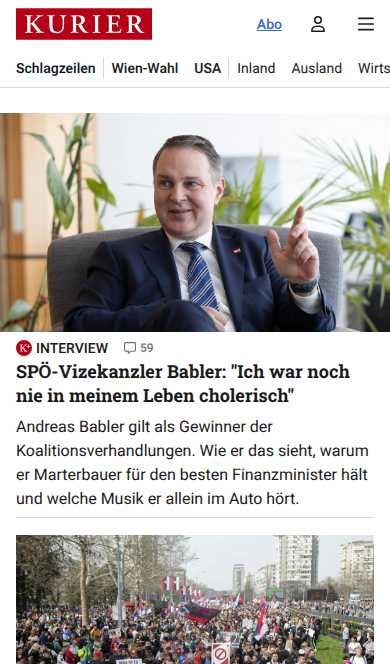 KURIER
Abo
Schlagzeilen Wien-Wahl USA Inland Ausland Wirts
K+ INTERVIEW 59
SPÖ-Vizekanzler Babler: "Ich war noch
nie in meinem Leben cholerisch"
Andreas Babler gilt als Gewinner der
Koalitionsverhandlungen. Wie er das sieht, warum
er Marterbauer für den besten Finanzminister hält
und welche Musik er allein im Auto hört.